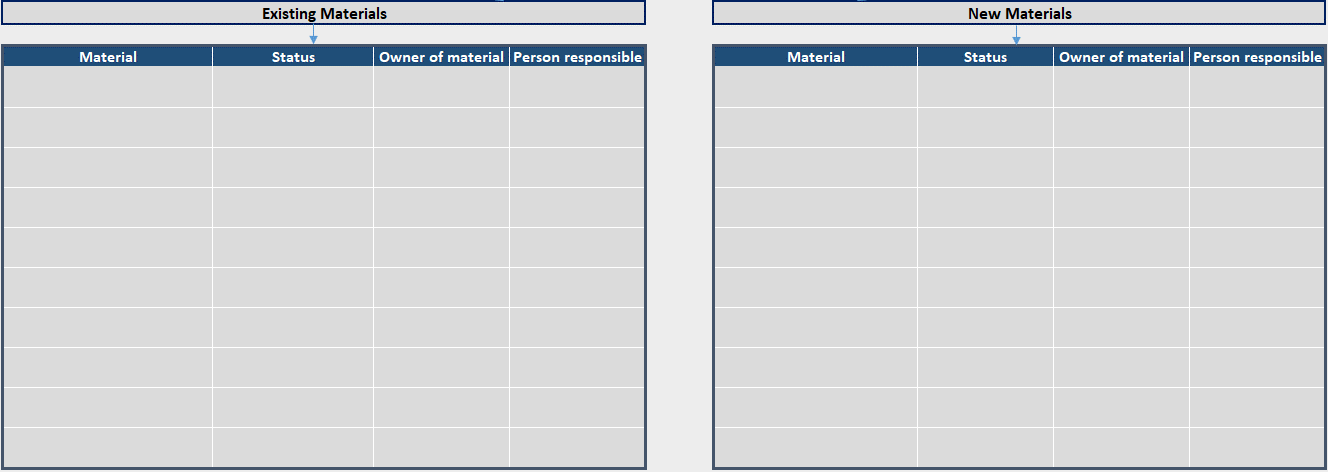 Existing Materials
Material Status Owner of material Person responsible
New Materials
Material Status Owner of material Person responsible